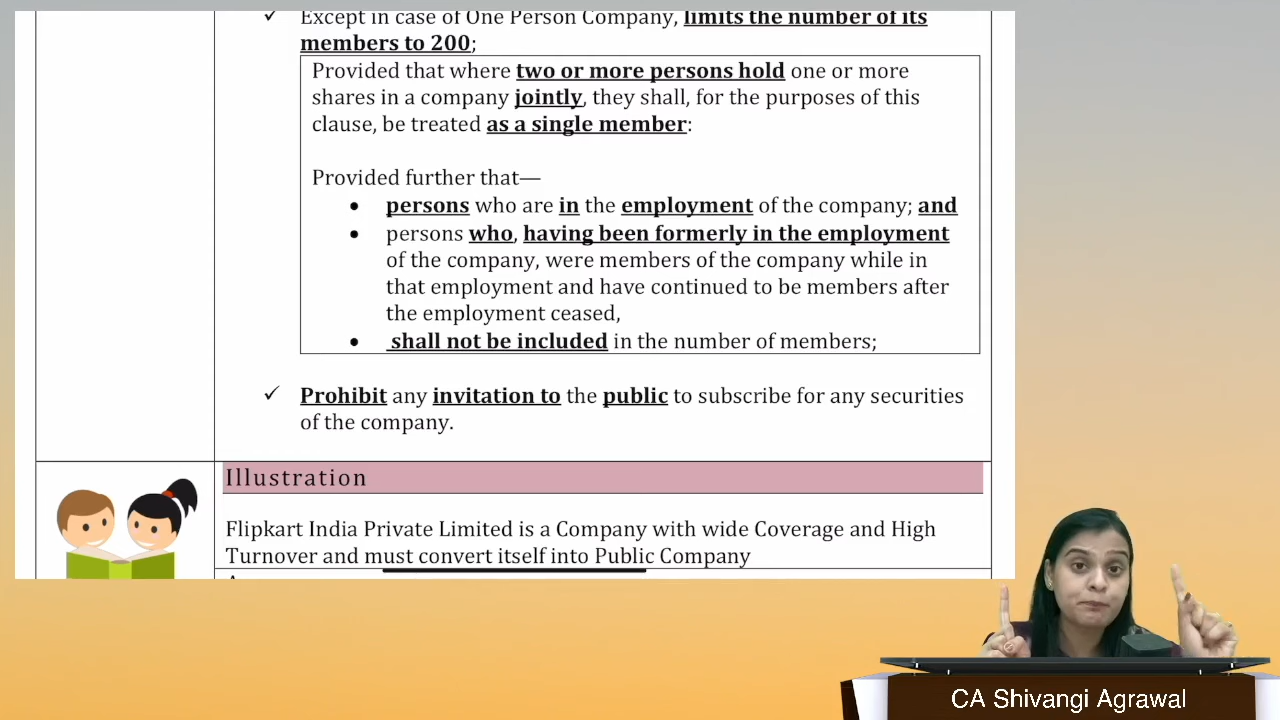 Except in case of One Person Company, limits the number of its
members to 200;
Provided that where two or more persons hold one or more
shares in a company jointly, they shall, for the purposes of this
clause, be treated as a single member:
Provided further that—
• persons who are in the employment of the company; and
• persons who, having been formerly in the employment
of the company, were members of the company while in
that employment and have continued to be members after
the employment ceased,
• shall not be included in the number of members;
✓ Prohibit any invitation to the public to subscribe for any securities
of the company.
Illustration
Flipkart India Private Limited is a Company with wide Coverage and High
Turnover and must convert itself into Public Company
CA Shivangi Agrawal